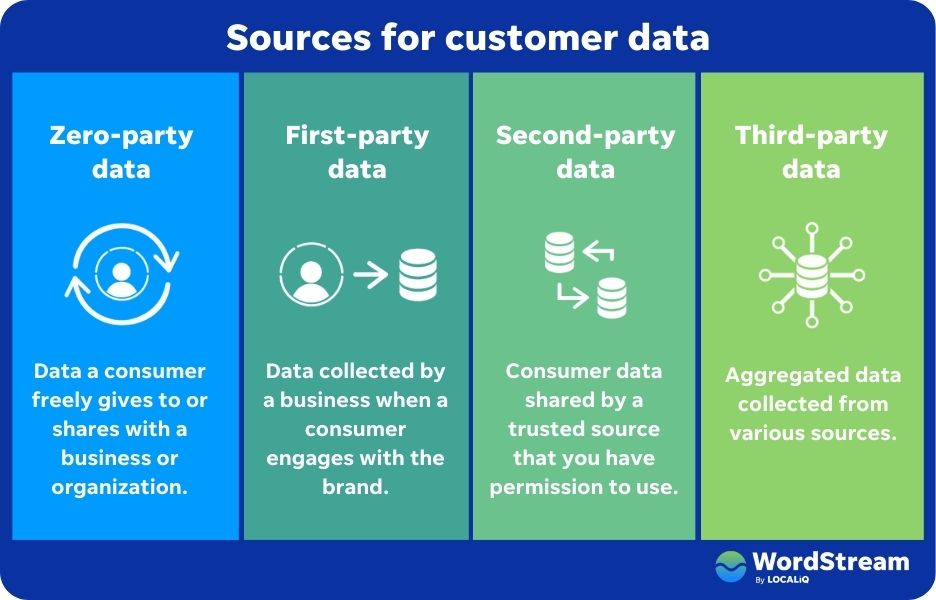 Sources for customer data
Zero-party
data
Data a consumer
freely gives to or
shares with a
business or
organization.
First-party
data
Data collected by
a business when a
consumer
engages with the
brand.
Second-party
data
Consumer data
shared by a
trusted source
that you have
permission to use.
Third-party
data
Aggregated data
collected from
various sources.
WordStream
By LOCALiQ